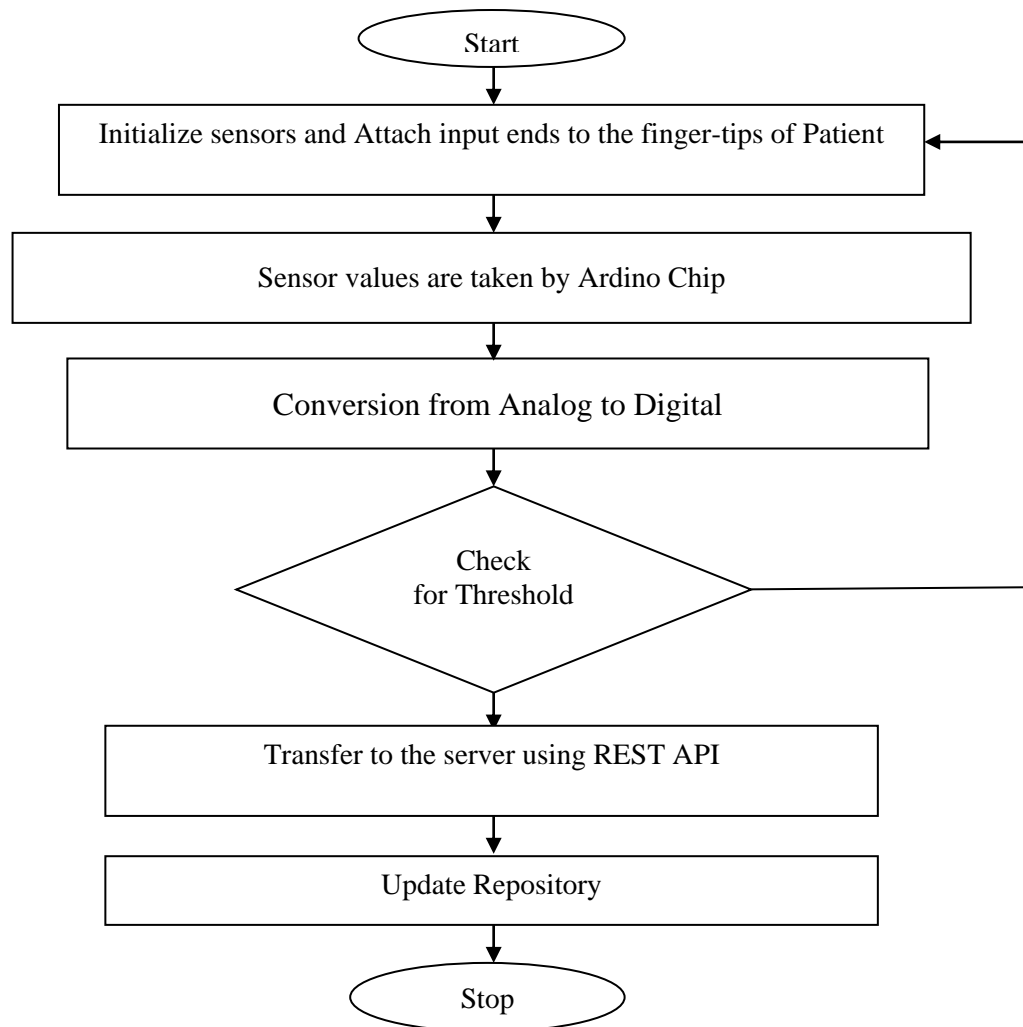 Start
Initialize sensors and Attach input ends to the finger-tips of Patient
Sensor values are taken by Ardino Chip
Conversion from Analog to Digital
Check
for Threshold
Transfer to the server using REST API
Update Repository
Stop